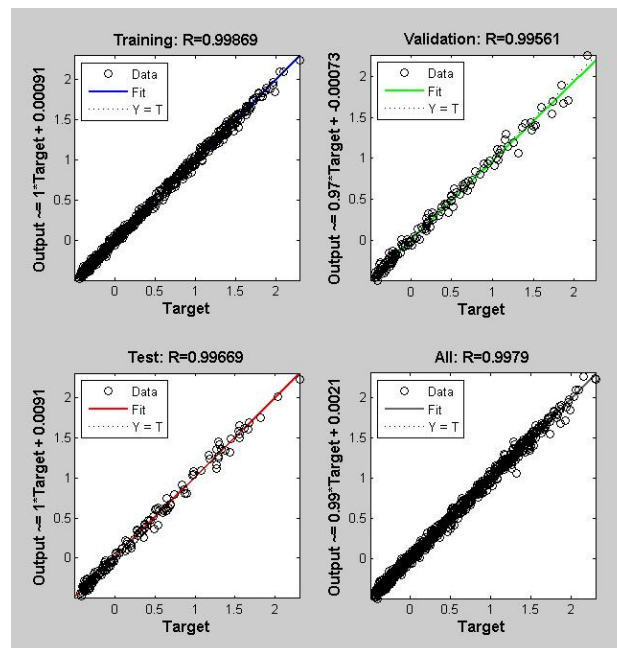 Training: R=0.99869
Output ~= 1*Target + 0.00091
2
1.5
1
0.5
0
Data
Fit
Y = T
0
0.5
1
1.5
2
Target
Validation: R=0.99561
Output ~= 0.97*Target + -0.00073
2
1.5
1
0.5
0
Data
Fit
Y = T
0
0.5
1
1.5
2
Target
Test: R=0.99669
Output ~= 1*Target + 0.0091
2
1.5
1
0.5
0
Data
Fit
Y = T
0
0.5
1
1.5
2
Target
All: R=0.9979
Output ~= 0.99*Target + 0.0021
2
1.5
1
0.5
0
Data
Fit
Y = T
0
0.5
1
1.5
2
Target